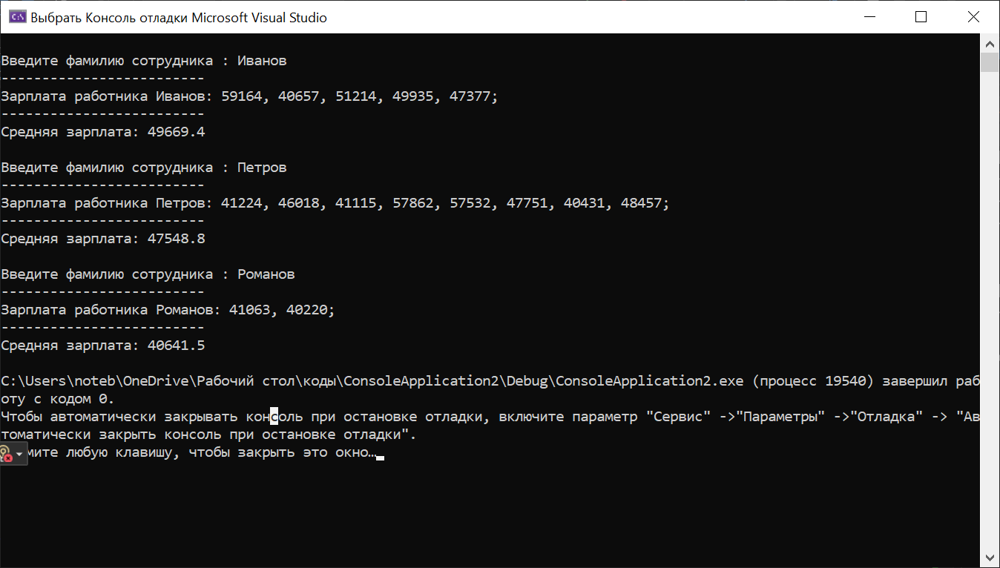 Выбрать Консоль отладки Microsoft Visual Studio
Введите фамилию сотрудника : Иванов
-------------------------
Зарплата работника Иванов: 59164, 40657, 51214, 49935, 47377;
-------------------------
Средняя зарплата: 49669.4
Введите фамилию сотрудника : Петров
-------------------------
Зарплата работника Петров: 41224, 46018, 41115, 57862, 57532, 47751, 40431, 48457;
-------------------------
Средняя зарплата: 47548.8
Введите фамилию сотрудника : Романов
-------------------------
Зарплата работника Романов: 41063, 40220;
-------------------------
Средняя зарплата: 40641.5
C:\Users\noteb\OneDrive\Рабочий стол\коды\ConsoleApplication2\Debug\ConsoleApplication2.exe (процесс 19540) завершил раб
оту с кодом 0.
Чтобы автоматически закрывать консоль при остановке отладки, включите параметр "Сервис" ->"Параметры" ->"Отладка" -> "Ав
томатически закрыть консоль при остановке отладки".
мите любую клавишу, чтобы закрыть это окно…